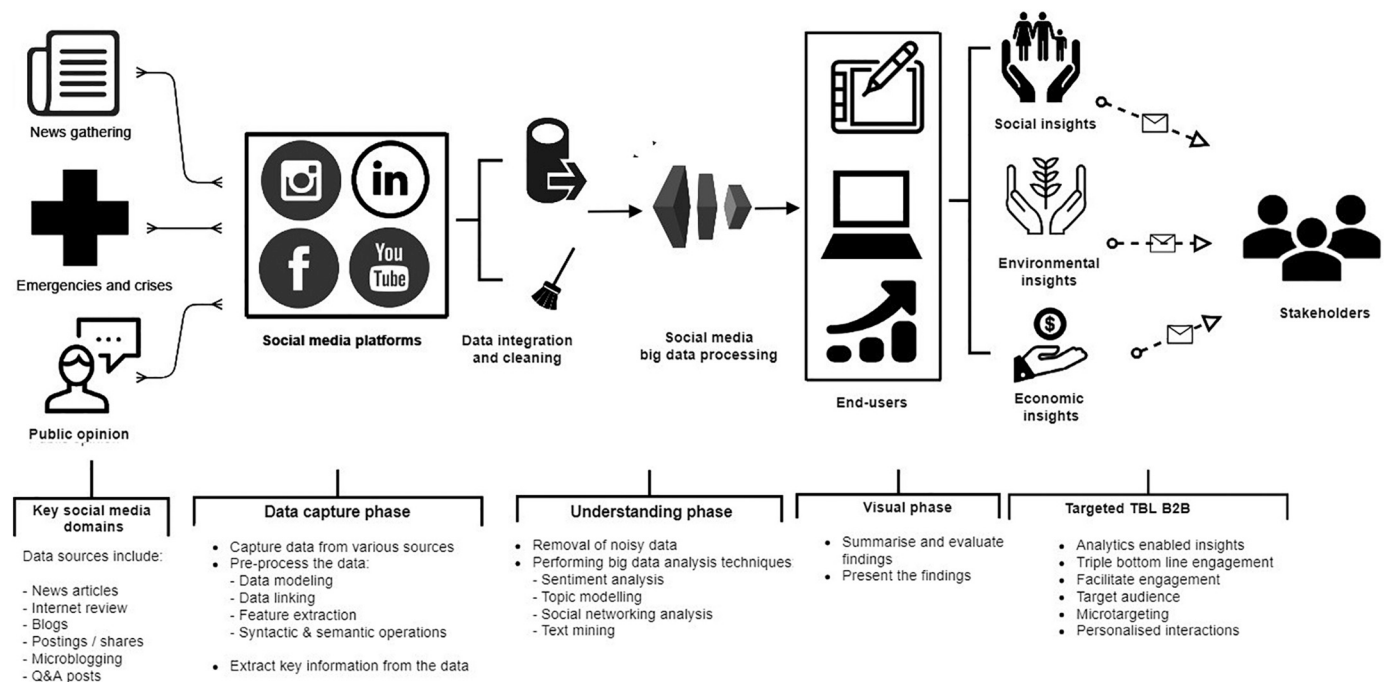 News gathering
Emergencies and crises
Public opinion
in
f
You
Tube
Social media platforms
Data integration
and cleaning
Social media
big data processing
End-users
Social insights
Environmental
insights
$
Economic
insights
Stakeholders
Key social media
domains
Data sources include:
- News articles
- Internet review
- Blogs
- Postings / shares
- Microblogging
- Q&A posts
Data capture phase
• Capture data from various sources
• Pre-process the data:
- Data modeling
- Data linking
- Feature extraction
- Syntactic & semantic operations
• Extract key information from the data
Understanding phase
• Removal of noisy data
• Performing big data analysis techniques:
- Sentiment analysis
- Topic modelling
- Social networking analysis
- Text mining
Visual phase
• Summarise and evaluate
findings
• Present the findings
Targeted TBL B2B
• Analytics enabled insights
• Triple bottom line engagement
• Facilitate engagement
• Target audience
• Microtargeting
• Personalised interactions